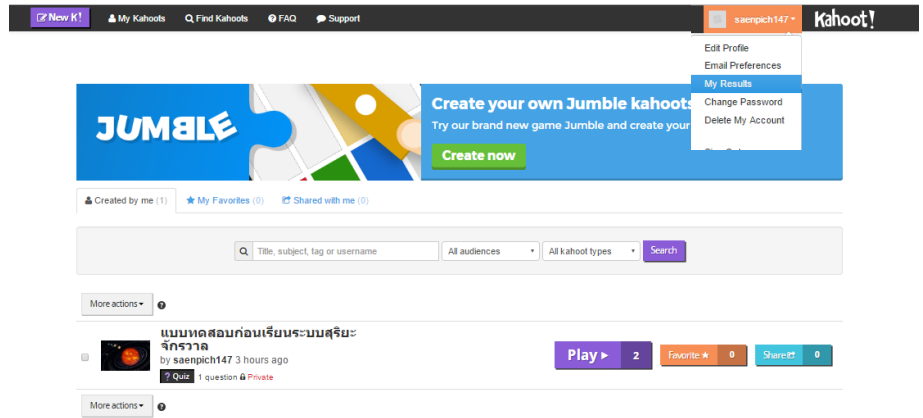 New K! My Kahoots Find Kahoots FAQ Support saenpich147 Kahoot!
Edit Profile
Email Preferences
My Results
Change Password
Delete My Account
JUMBLE
Create your own Jumble kahoots
Try our brand new game Jumble and create your
Create now
Created by me (1) My Favorites (0) Shared with me (0)
Title, subject, tag or username All audiences All kahoot types Search
More actions
แบบทดสอบก่อนเรียนระบบสุริยะ
จักรวาล
by saenpich147 3 hours ago
? Quiz 1 question Private
Play 2 Favorite 0 Share 0
More actions